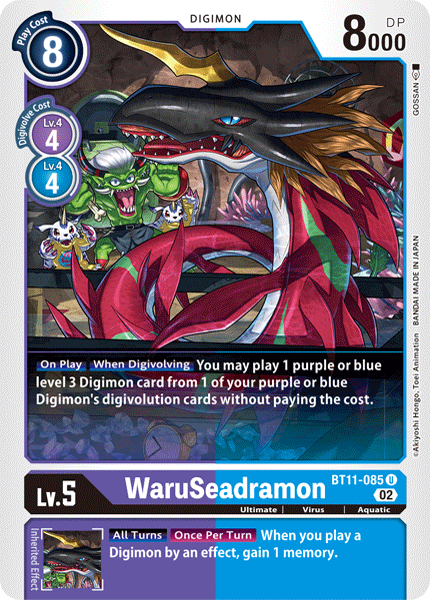 DIGIMON
Play Cost
8
DP
8000
Digivolve Cost
Lv.4
4
Lv.4
4
GOSSAN
©Akiyoshi Hongo, Toei Animation BANDAI MADE IN JAPAN
On Play When Digivolving You may play 1 purple or blue
level 3 Digimon card from 1 of your purple or blue
Digimon's digivolution cards without paying the cost.
Lv.5
WaruSeadramon
BT11-085 U
02
Ultimate | Virus | Aquatic
Inherited Effect
All Turns Once Per Turn When you play a
Digimon by an effect, gain 1 memory.